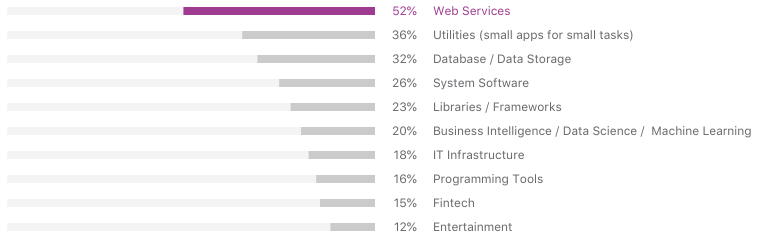 52% Web Services
36% Utilities (small apps for small tasks)
32% Database / Data Storage
26% System Software
23% Libraries / Frameworks
20% Business Intelligence / Data Science / Machine Learning
18% IT Infrastructure
16% Programming Tools
15% Fintech
12% Entertainment